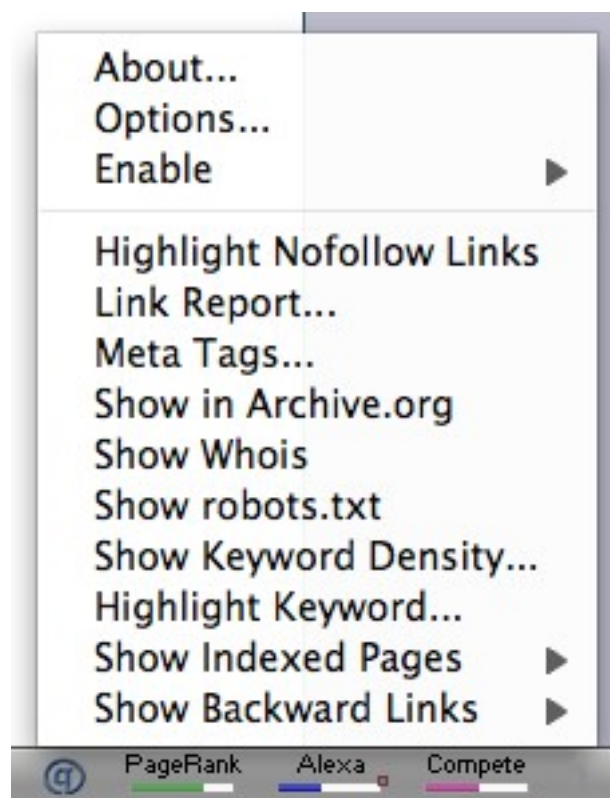 About...
Options...
Enable
Highlight Nofollow Links
Link Report...
Meta Tags...
Show in Archive.org
Show Whois
Show robots.txt
Show Keyword Density...
Highlight Keyword...
Show Indexed Pages
Show Backward Links
PageRank Alexa Compete